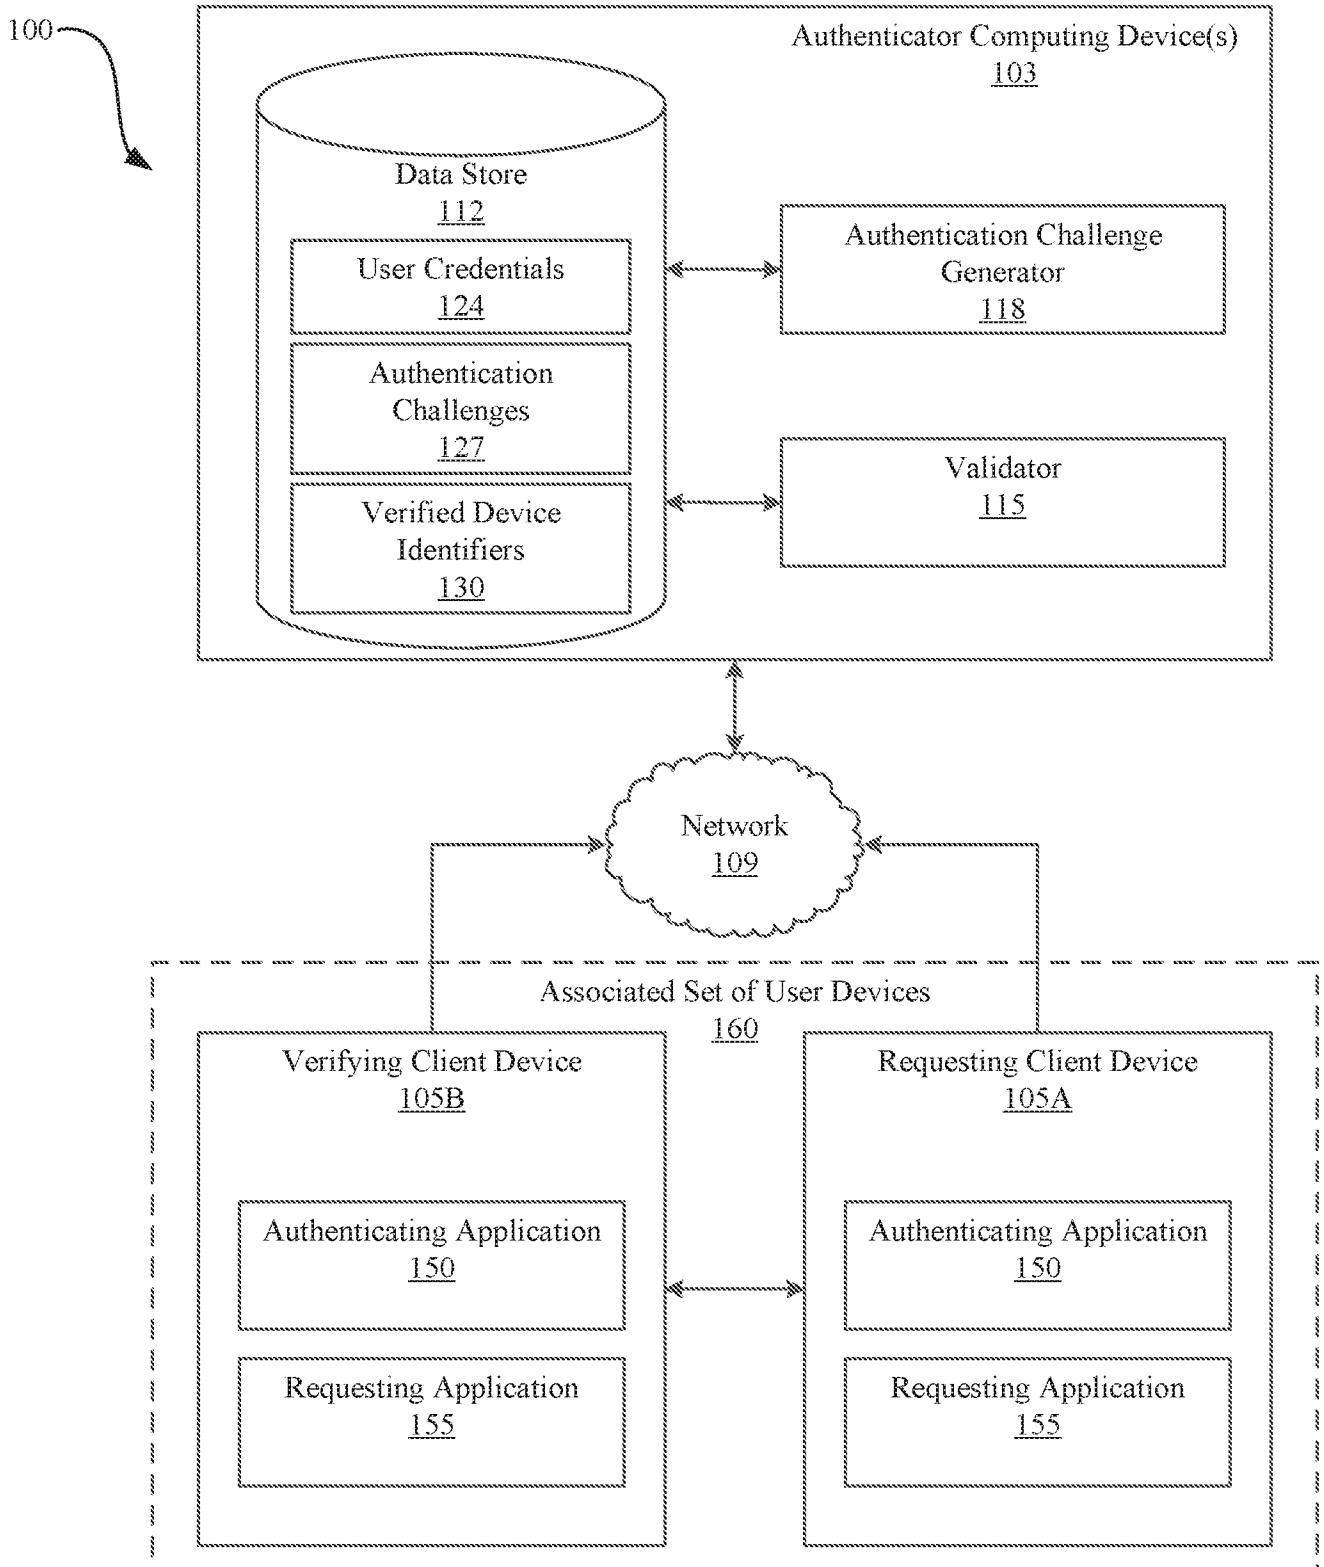 100
Authenticator Computing Device(s)
103
Data Store
112
User Credentials
124
Authentication
Challenges
127
Verified Device
Identifiers
130
Authentication Challenge
Generator
118
Validator
115
Network
109
Associated Set of User Devices
160
Verifying Client Device
105B
Authenticating Application
150
Requesting Application
155
Requesting Client Device
105A
Authenticating Application
150
Requesting Application
155